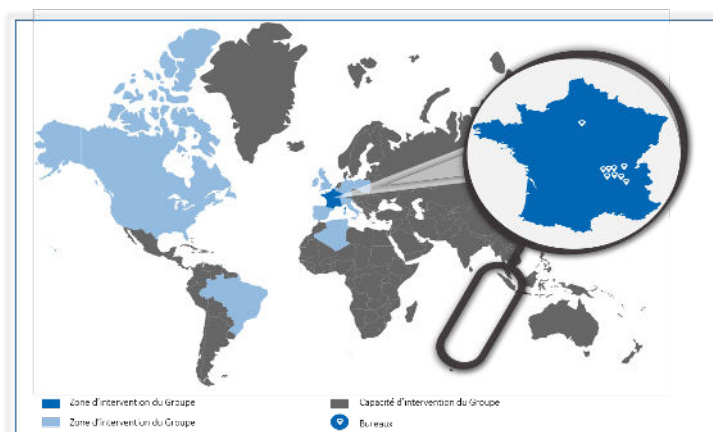 Zone d'intervention du Groupe
Capacité d'intervention du Groupe
Zone d'intervention du Groupe
Bureaux